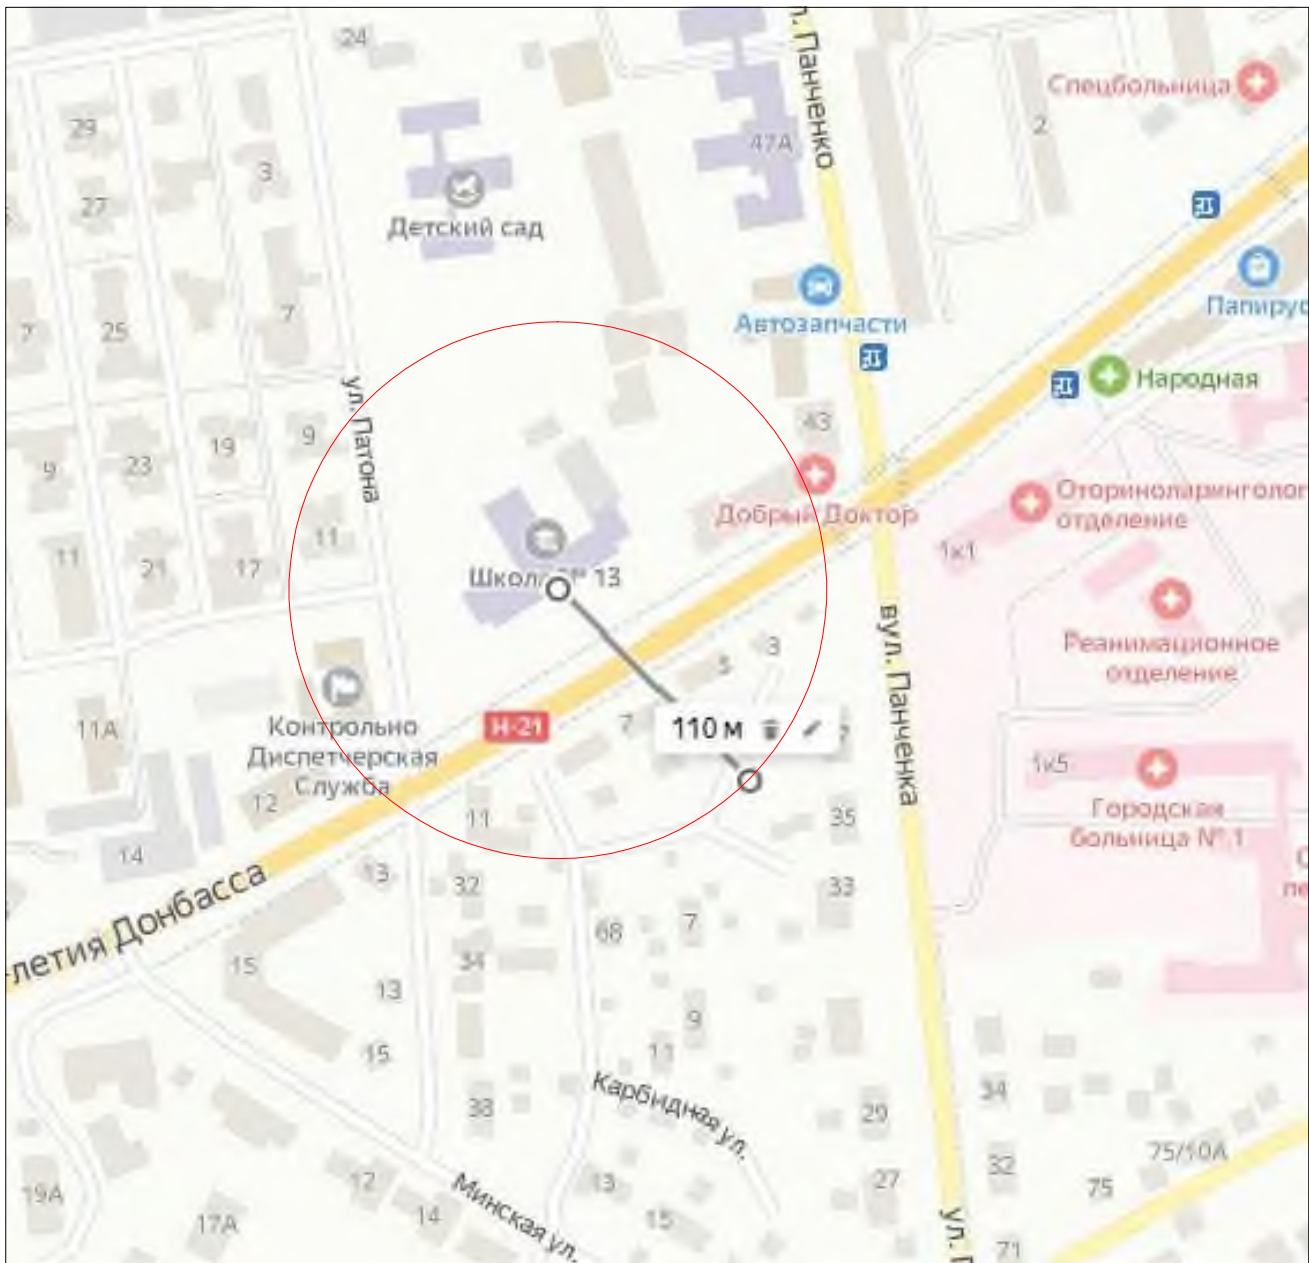 24
ул. Панченко
Спецбольница
29
47А
2
3
27
Детский сад
7
25
7
Автозапчасти
Папирус
ул. Патона
Народная
9
19
23
9
43
Добрый Доктор
Оториноларинголог
отделение
11
21
17
11
1к1
Школа № 13
вул. Панченка
Реанимационное
отделение
3
5
7
110 м
11А
Контрольно
Диспетчерская
Служба
Н-21
12
11
35
1к5
Городская
больница № 1
14
-летия Донбасса
13
32
33
68
7
15
34
13
9
15
11
Карбидная ул.
38
29
34
75/10А
19А
12
Минская ул.
13
27
32
75
17А
14
15
71